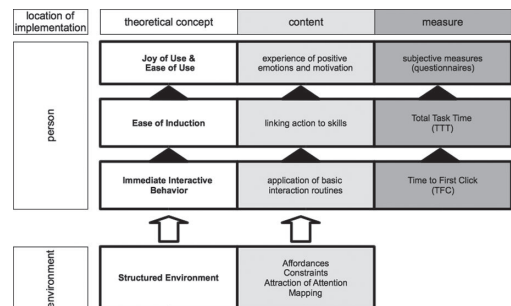 location of
implementation
theoretical concept
content
measure
person
Joy of Use &
Ease of Use
experience of positive
emotions and motivation
subjective measures
(questionnaires)
Ease of Induction
linking action to skills
Total Task Time
(TTT)
Immediate Interactive
Behavior
application of basic
interaction routines
Time to First Click
(TFC)
environment
Structured Environment
Affordances
Constraints
Attraction of Attention
Mapping